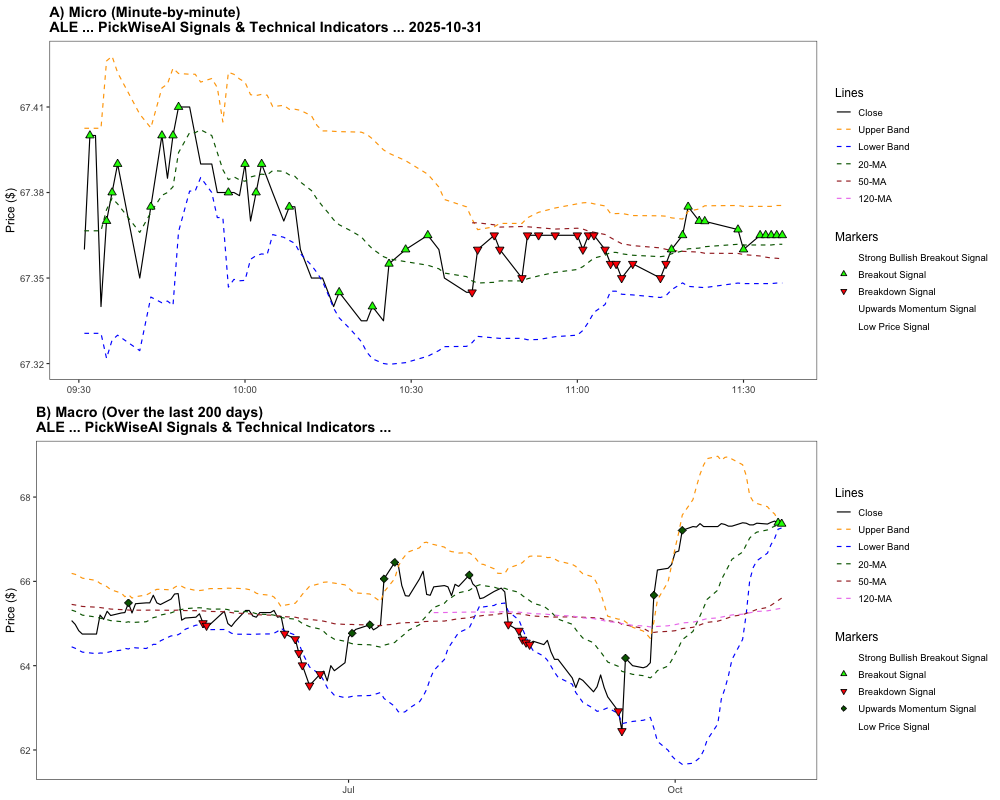 A) Micro (Minute-by-minute)
ALE ... PickWiseAI Signals & Technical Indicators ... 2025-10-31
Price ($)
67.41
67.38
67.35
67.32
09:30
10:00
10:30
11:00
11:30
Lines
Close
Upper Band
Lower Band
20-MA
50-MA
120-MA
Markers
Strong Bullish Breakout Signal
Breakout Signal
Breakdown Signal
Upwards Momentum Signal
Low Price Signal
B) Macro (Over the last 200 days)
ALE ... PickWiseAI Signals & Technical Indicators ...
Price ($)
68
66
64
62
Jul
Oct
Lines
Close
Upper Band
Lower Band
20-MA
50-MA
120-MA
Markers
Strong Bullish Breakout Signal
Breakout Signal
Breakdown Signal
Upwards Momentum Signal
Low Price Signal